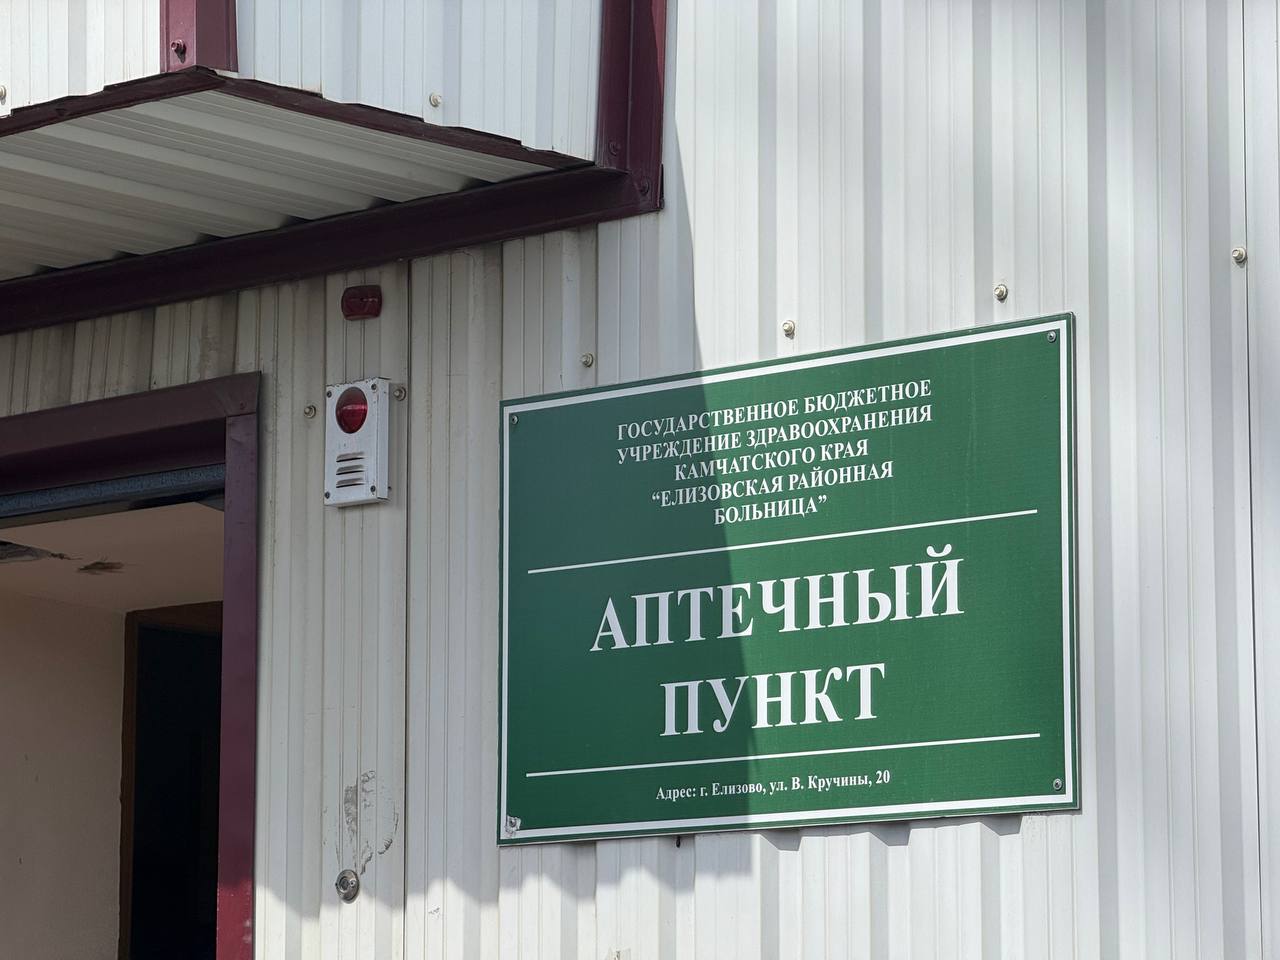 ГОСУДАРСТВЕННОЕ БЮДЖЕТНОЕ
УЧРЕЖДЕНИЕ ЗДРАВООХРАНЕНИЯ
КАМЧАТСКОГО КРАЯ
“ЕЛИЗОВСКАЯ РАЙОННАЯ
БОЛЬНИЦА”
АПТЕЧНЫЙ
ПУНКТ
Адрес: г. Елизово, ул. В. Кручины, 20